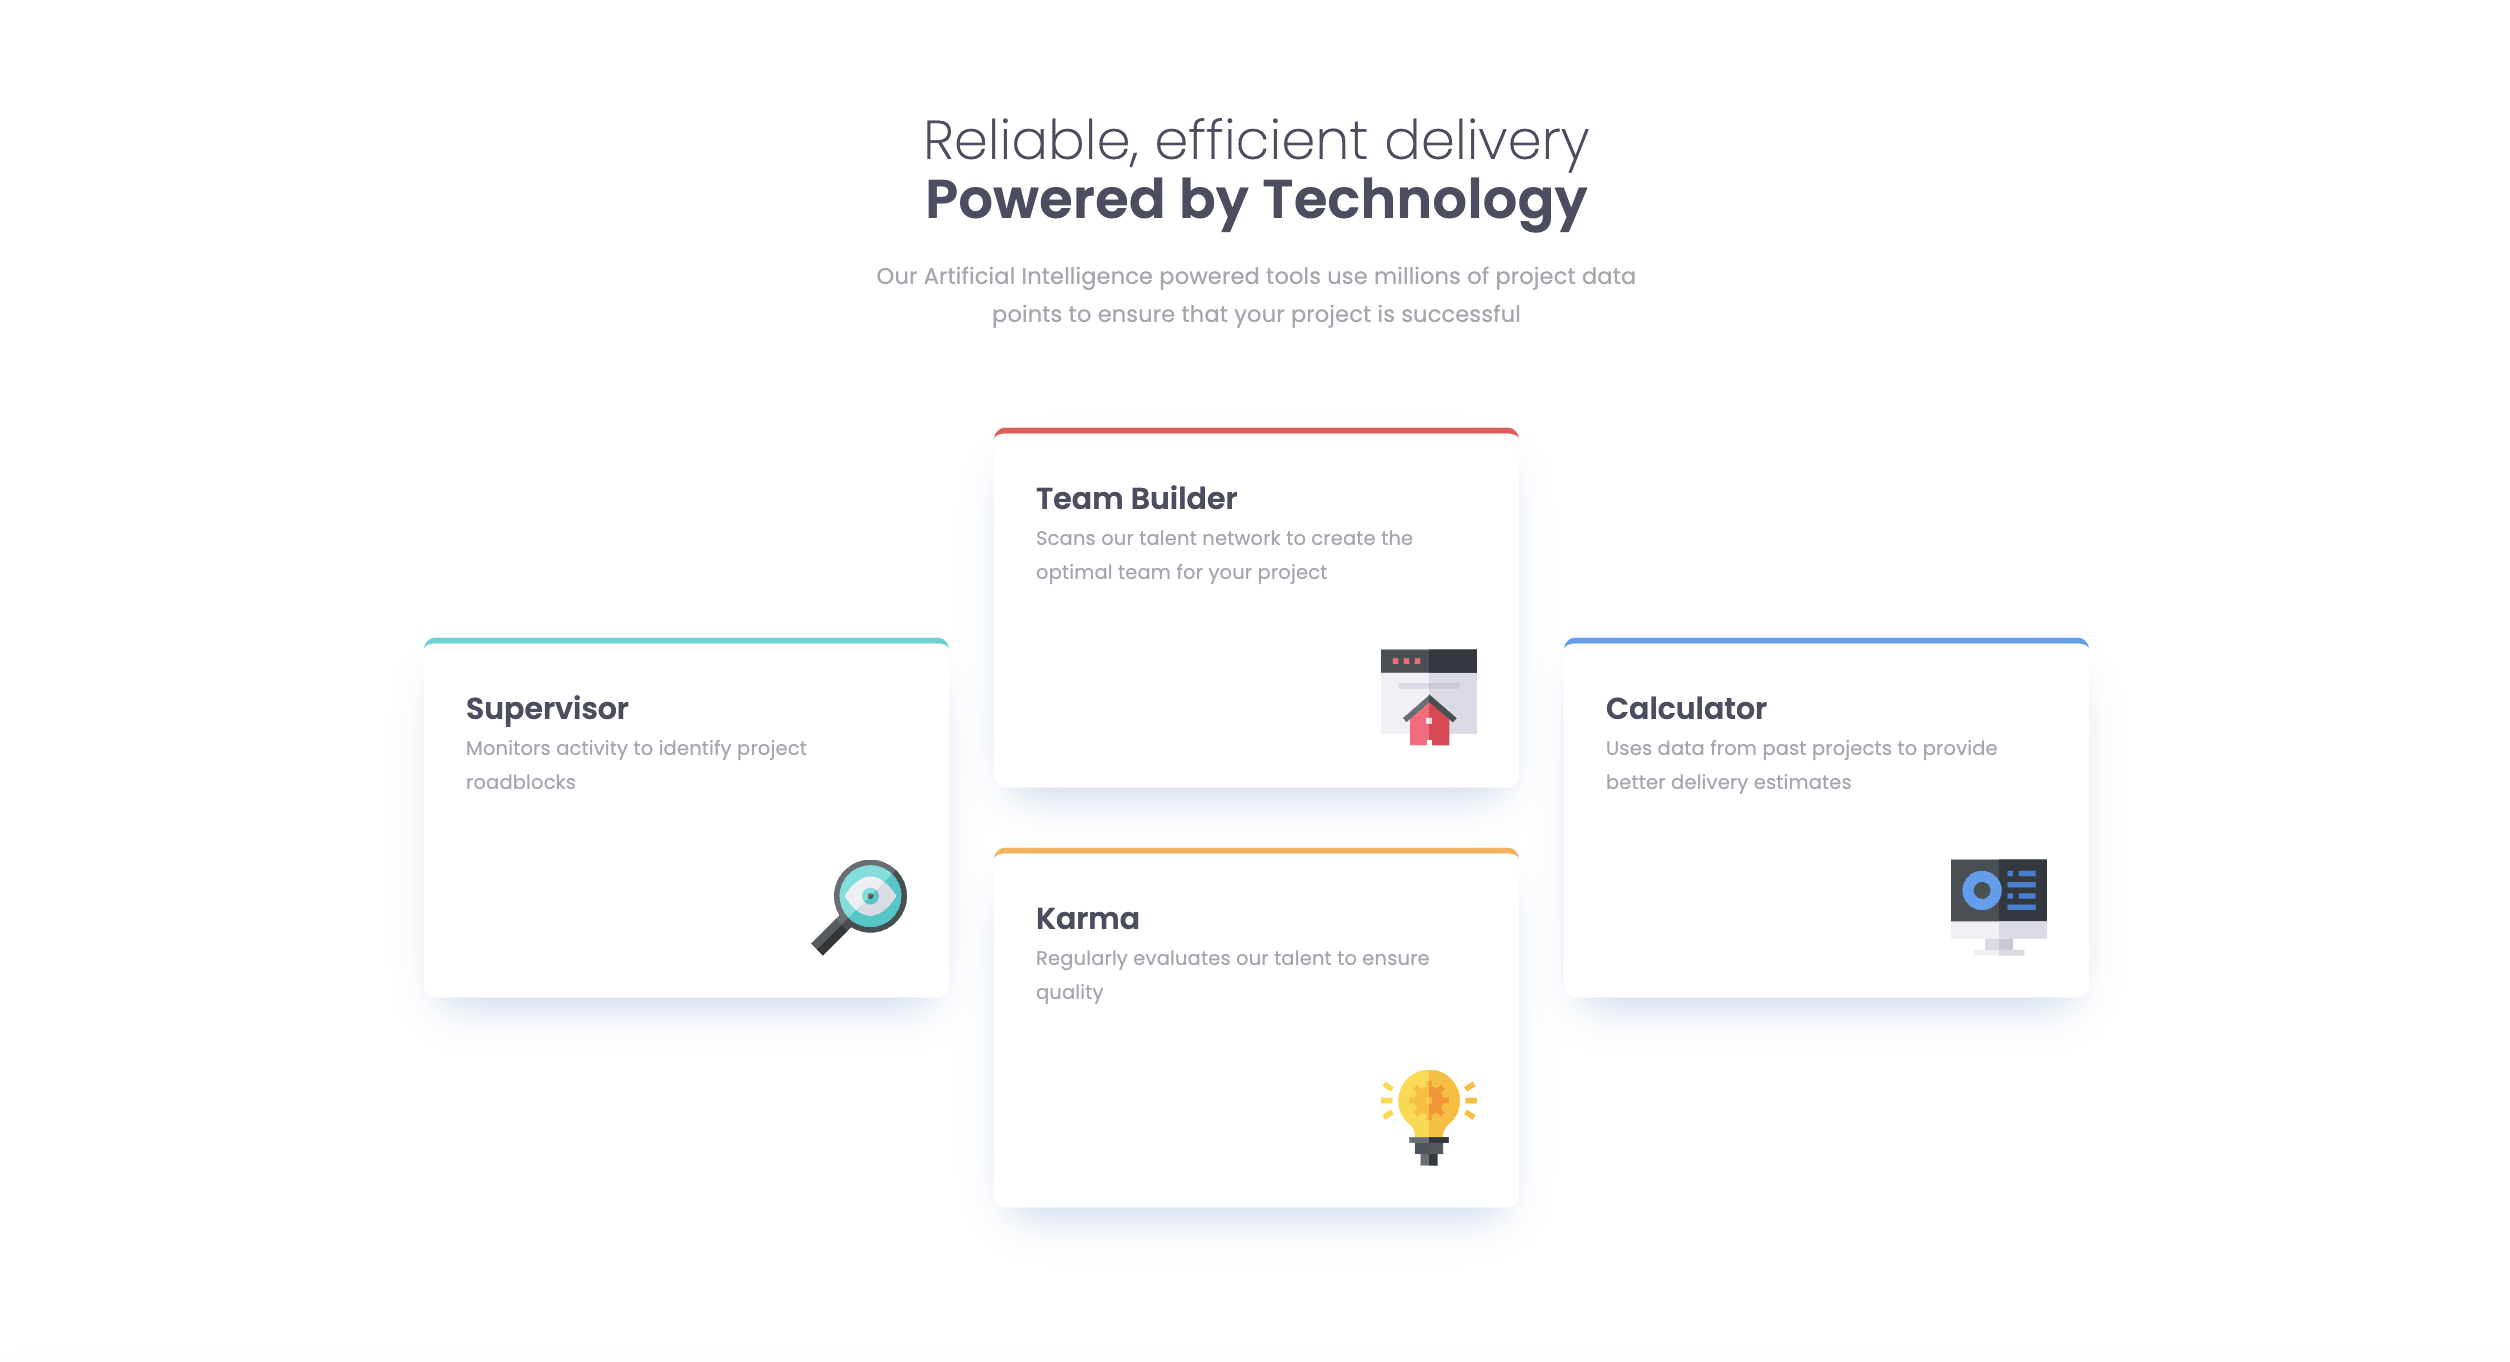 Reliable, efficient delivery
Powered by Technology
Our Artificial Intelligence powered tools use millions of project data
points to ensure that your project is successful
Supervisor
Monitors activity to identify project
roadblocks
Team Builder
Scans our talent network to create the
optimal team for your project
Karma
Regularly evaluates our talent to ensure
quality
Calculator
Uses data from past projects to provide
better delivery estimates